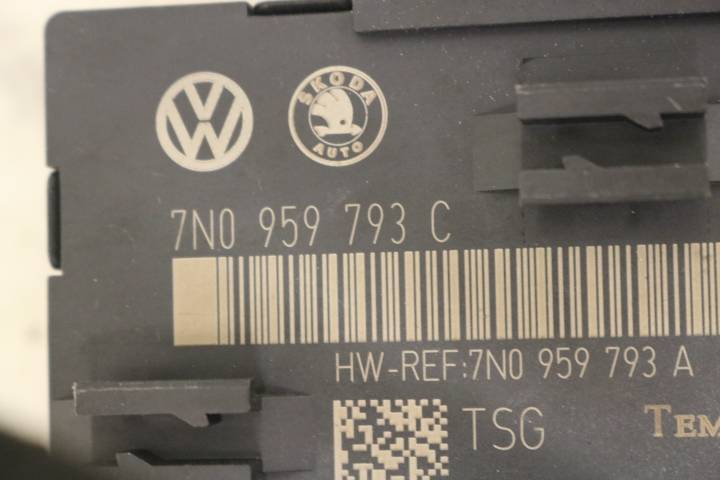 SKODA
AUTO
7N0 959 793 C
HW-REF:7N0 959 793 A
TSG